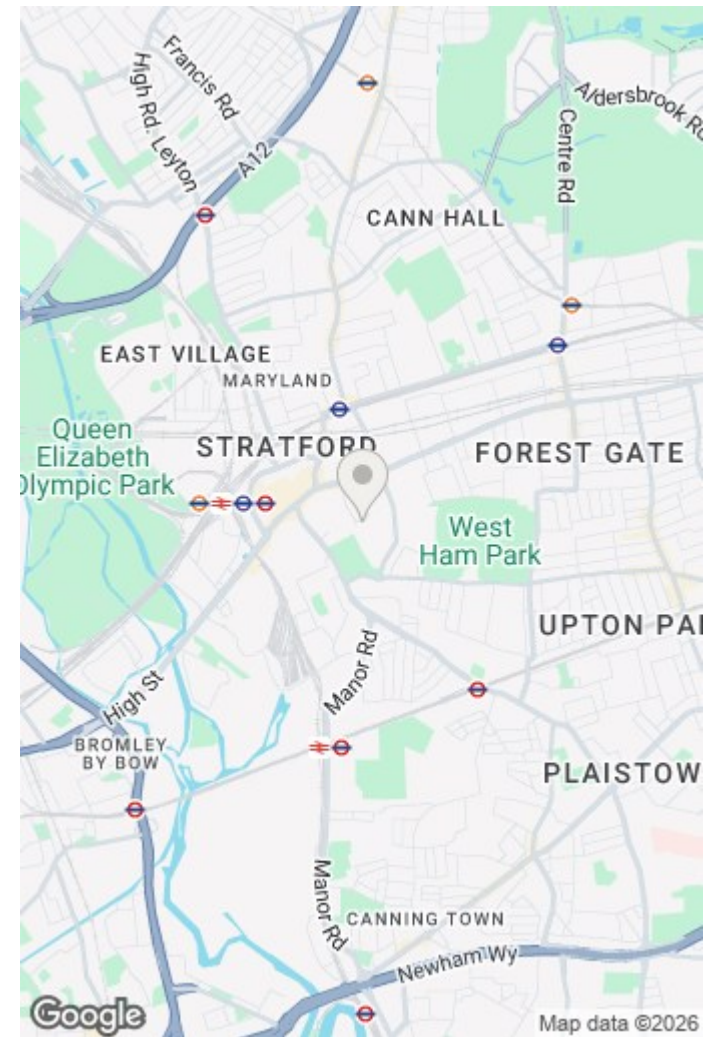 Francis Rd
High Rd. Leyton
A12
Aldersbrook Rd
Centre Rd
CANN HALL
EAST VILLAGE
MARYLAND
Queen
Elizabeth
Olympic Park
STRATFORD
FOREST GATE
West
Ham Park
UPTON PA
Manor Rd
High St
BROMLEY
BY BOW
PLAISTOW
Manor Rd
CANNING TOWN
Newham Wy
Google
Map data ©2026